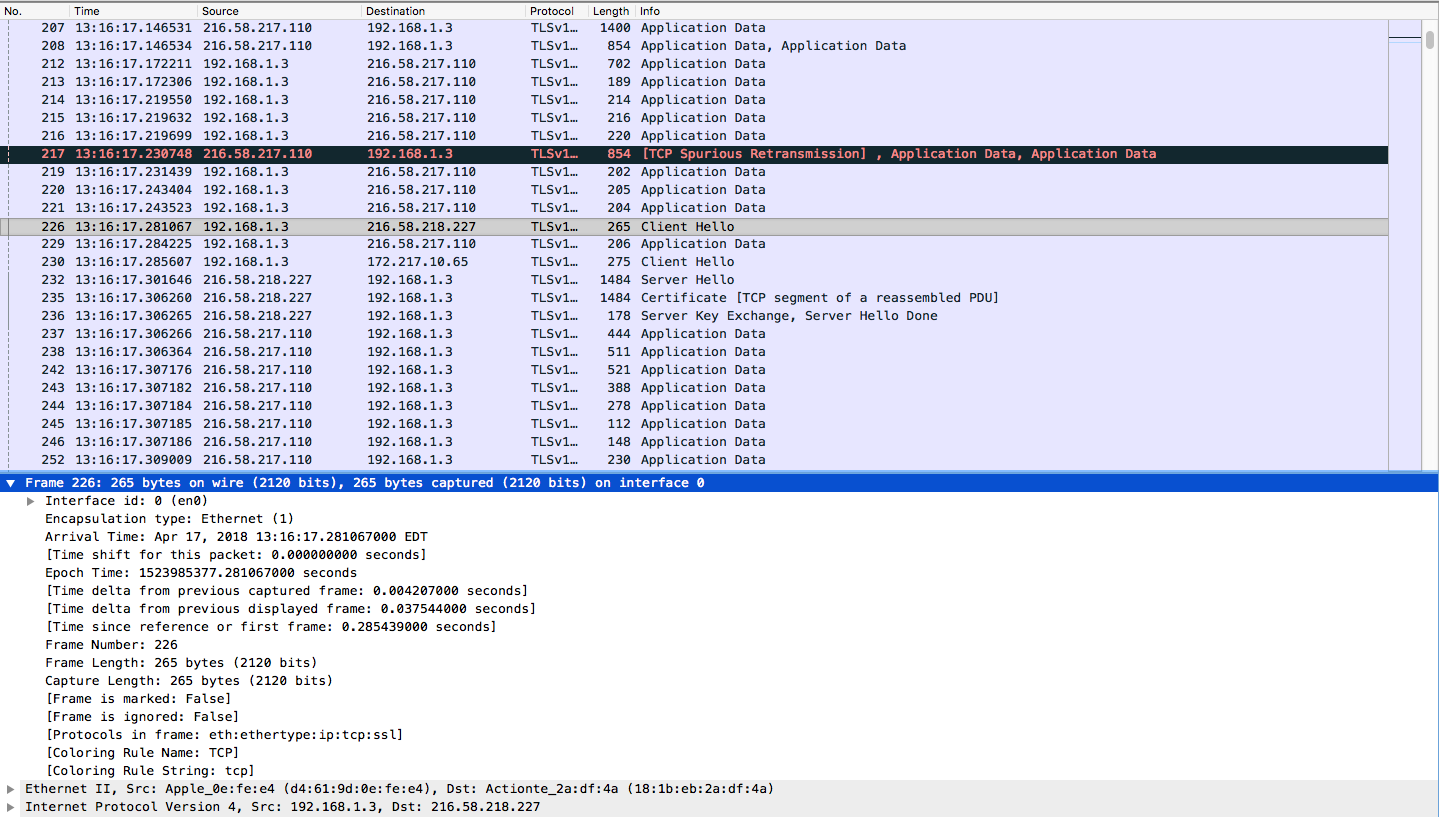 No. Time Source Destination Protocol Length Info
207 13:16:17.146531 216.58.217.110 192.168.1.3 TLSv1… 1400 Application Data
208 13:16:17.146534 216.58.217.110 192.168.1.3 TLSv1… 854 Application Data, Application Data
212 13:16:17.172211 192.168.1.3 216.58.217.110 TLSv1… 702 Application Data
213 13:16:17.172306 192.168.1.3 216.58.217.110 TLSv1… 189 Application Data
214 13:16:17.219550 192.168.1.3 216.58.217.110 TLSv1… 214 Application Data
215 13:16:17.219632 192.168.1.3 216.58.217.110 TLSv1… 216 Application Data
216 13:16:17.219699 192.168.1.3 216.58.217.110 TLSv1… 220 Application Data
217 13:16:17.230748 216.58.217.110 192.168.1.3 TLSv1… 854 [TCP Spurious Retransmission] , Application Data, Application Data
219 13:16:17.231439 192.168.1.3 216.58.217.110 TLSv1… 202 Application Data
220 13:16:17.243404 192.168.1.3 216.58.217.110 TLSv1… 205 Application Data
221 13:16:17.243523 192.168.1.3 216.58.217.110 TLSv1… 204 Application Data
226 13:16:17.281067 192.168.1.3 216.58.218.227 TLSv1… 265 Client Hello
229 13:16:17.284225 192.168.1.3 216.58.217.110 TLSv1… 206 Application Data
230 13:16:17.285607 192.168.1.3 172.217.10.65 TLSv1… 275 Client Hello
232 13:16:17.301646 216.58.218.227 192.168.1.3 TLSv1… 1484 Server Hello
235 13:16:17.306260 216.58.218.227 192.168.1.3 TLSv1… 1484 Certificate [TCP segment of a reassembled PDU]
236 13:16:17.306265 216.58.218.227 192.168.1.3 TLSv1… 178 Server Key Exchange, Server Hello Done
237 13:16:17.306266 216.58.217.110 192.168.1.3 TLSv1… 444 Application Data
238 13:16:17.306364 216.58.217.110 192.168.1.3 TLSv1… 511 Application Data
242 13:16:17.307176 216.58.217.110 192.168.1.3 TLSv1… 521 Application Data
243 13:16:17.307182 216.58.217.110 192.168.1.3 TLSv1… 388 Application Data
244 13:16:17.307184 216.58.217.110 192.168.1.3 TLSv1… 278 Application Data
245 13:16:17.307185 216.58.217.110 192.168.1.3 TLSv1… 112 Application Data
246 13:16:17.307186 216.58.217.110 192.168.1.3 TLSv1… 148 Application Data
252 13:16:17.309009 216.58.217.110 192.168.1.3 TLSv1… 230 Application Data
Frame 226: 265 bytes on wire (2120 bits), 265 bytes captured (2120 bits) on interface 0
Interface id: 0 (en0)
Encapsulation type: Ethernet (1)
Arrival Time: Apr 17, 2018 13:16:17.281067000 EDT
[Time shift for this packet: 0.000000000 seconds]
Epoch Time: 1523985377.281067000 seconds
[Time delta from previous captured frame: 0.004207000 seconds]
[Time delta from previous displayed frame: 0.037544000 seconds]
[Time since reference or first frame: 0.285439000 seconds]
Frame Number: 226
Frame Length: 265 bytes (2120 bits)
Capture Length: 265 bytes (2120 bits)
[Frame is marked: False]
[Frame is ignored: False]
[Protocols in frame: eth:ethertype:ip:tcp:ssl]
[Coloring Rule Name: TCP]
[Coloring Rule String: tcp]
Ethernet II, Src: Apple_0e:fe:e4 (d4:61:9d:0e:fe:e4), Dst: Actionte_2a:df:4a (18:1b:eb:2a:df:4a)
Internet Protocol Version 4, Src: 192.168.1.3, Dst: 216.58.218.227